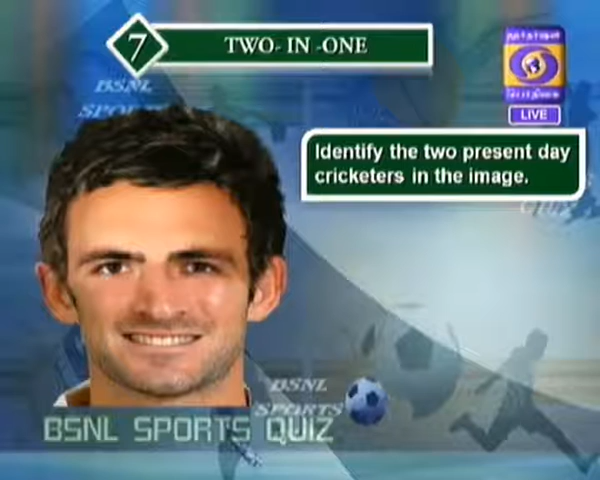 7
TWO- IN -ONE
BSNL
SPORTS
LIVE
Identify the two present day
cricketers in the image.
BSNL
SPORTS
BSNL SPORTS QUIZ